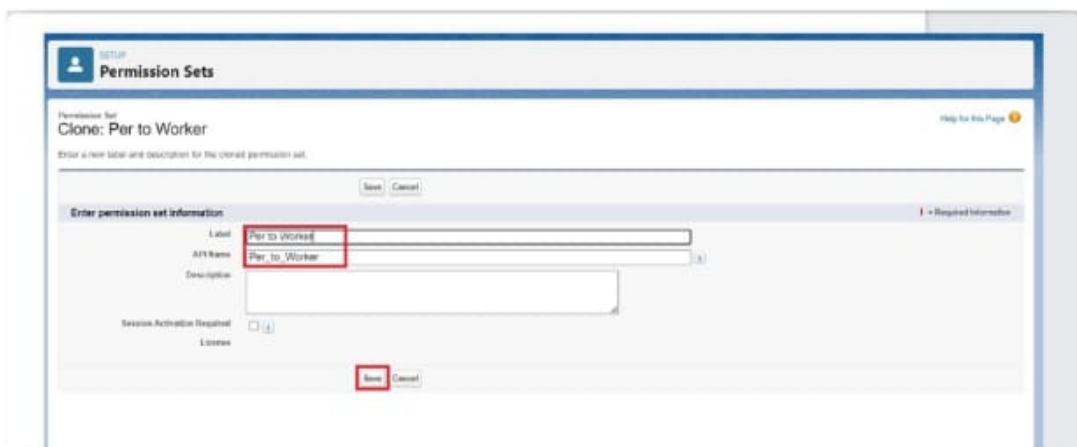 SETUP
Permission Sets
Permission Set
Clone: Per to Worker
Help for this Page ?
Enter a new label and description for the cloned permission set.
Save Cancel
Enter permission set information
= Required Information
Label Per to Worker
API Name Per_to_Worker i
Description
Session Activation Required i
License
Save Cancel